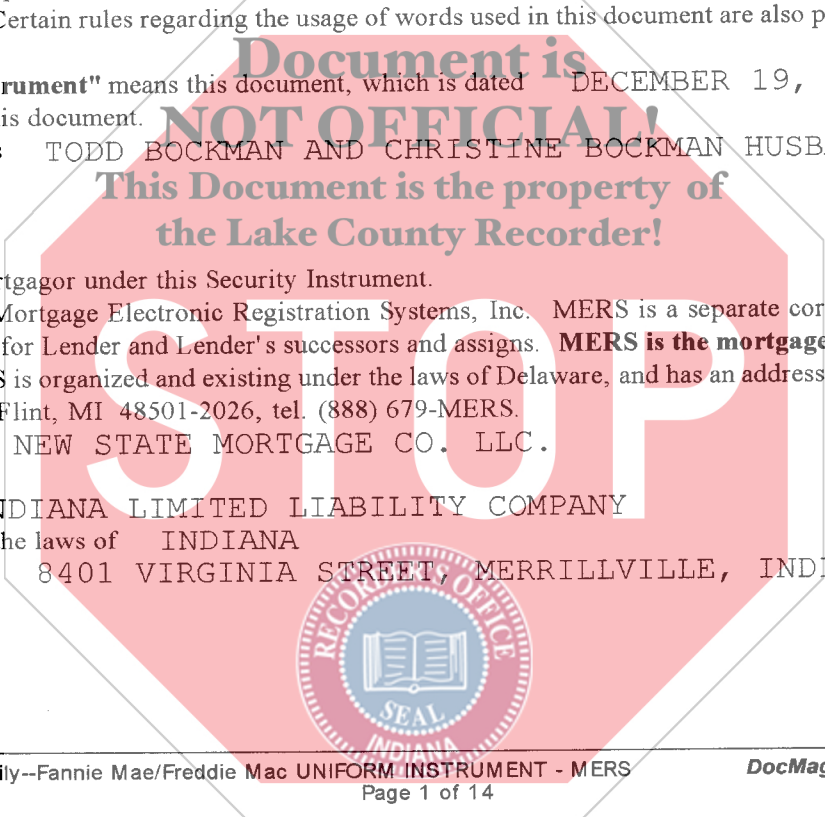 Certain rules regarding the usage of words used in this document are also p
Document is
rument" means this document, which is dated DECEMBER 19,
is document.
NOT OFFICIAL!
TODD BOCKMAN AND CHRISTINE BOCKMAN HUSBA
This Document is the property of
the Lake County Recorder!
rtgagor under this Security Instrument.
Mortgage Electronic Registration Systems, Inc. MERS is a separate cor
for Lender and Lender's successors and assigns. MERS is the mortgage
S is organized and existing under the laws of Delaware, and has an address
Flint, MI 48501-2026, tel. (888) 679-MERS.
STOP
NEW STATE MORTGAGE CO. LLC.
NDIANA LIMITED LIABILITY COMPANY
he laws of INDIANA
8401 VIRGINIA STREET, MERRILLVILLE, INDI
RECORDER'S OFFICE
SEAL
INDIANA
ily--Fannie Mae/Freddie Mac UNIFORM INSTRUMENT - MERS DocMag
Page 1 of 14